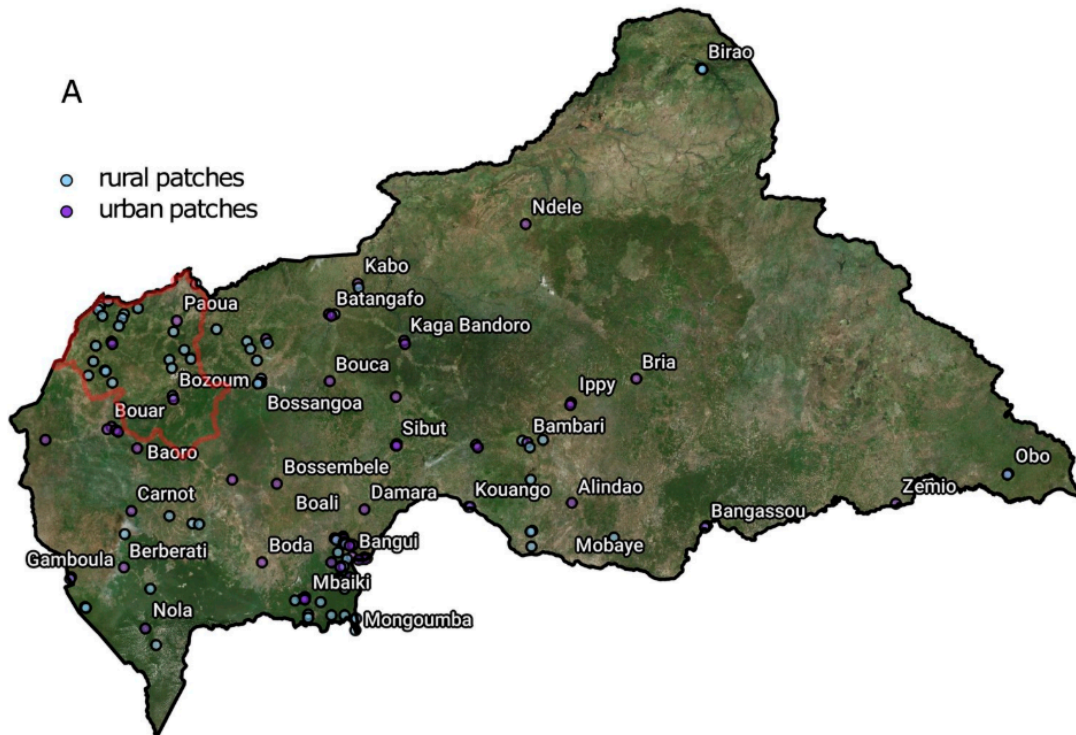 Birao
A
rural patches
urban patches
Ndele
Kabo
Paoua
Batangafo
Kaga Bandoro
Bria
Bouca
Ippy
Bozoum
Bossangoa
Bouar
Bambari
Sibut
Baoro
Obo
Bossembele
Carnot
Boali
Damara
Kouango
Alindao
Zemio
Bangassou
Bangui
Boda
Mobaye
Gamboula
Berberati
Mbaiki
Nola
Mongoumba